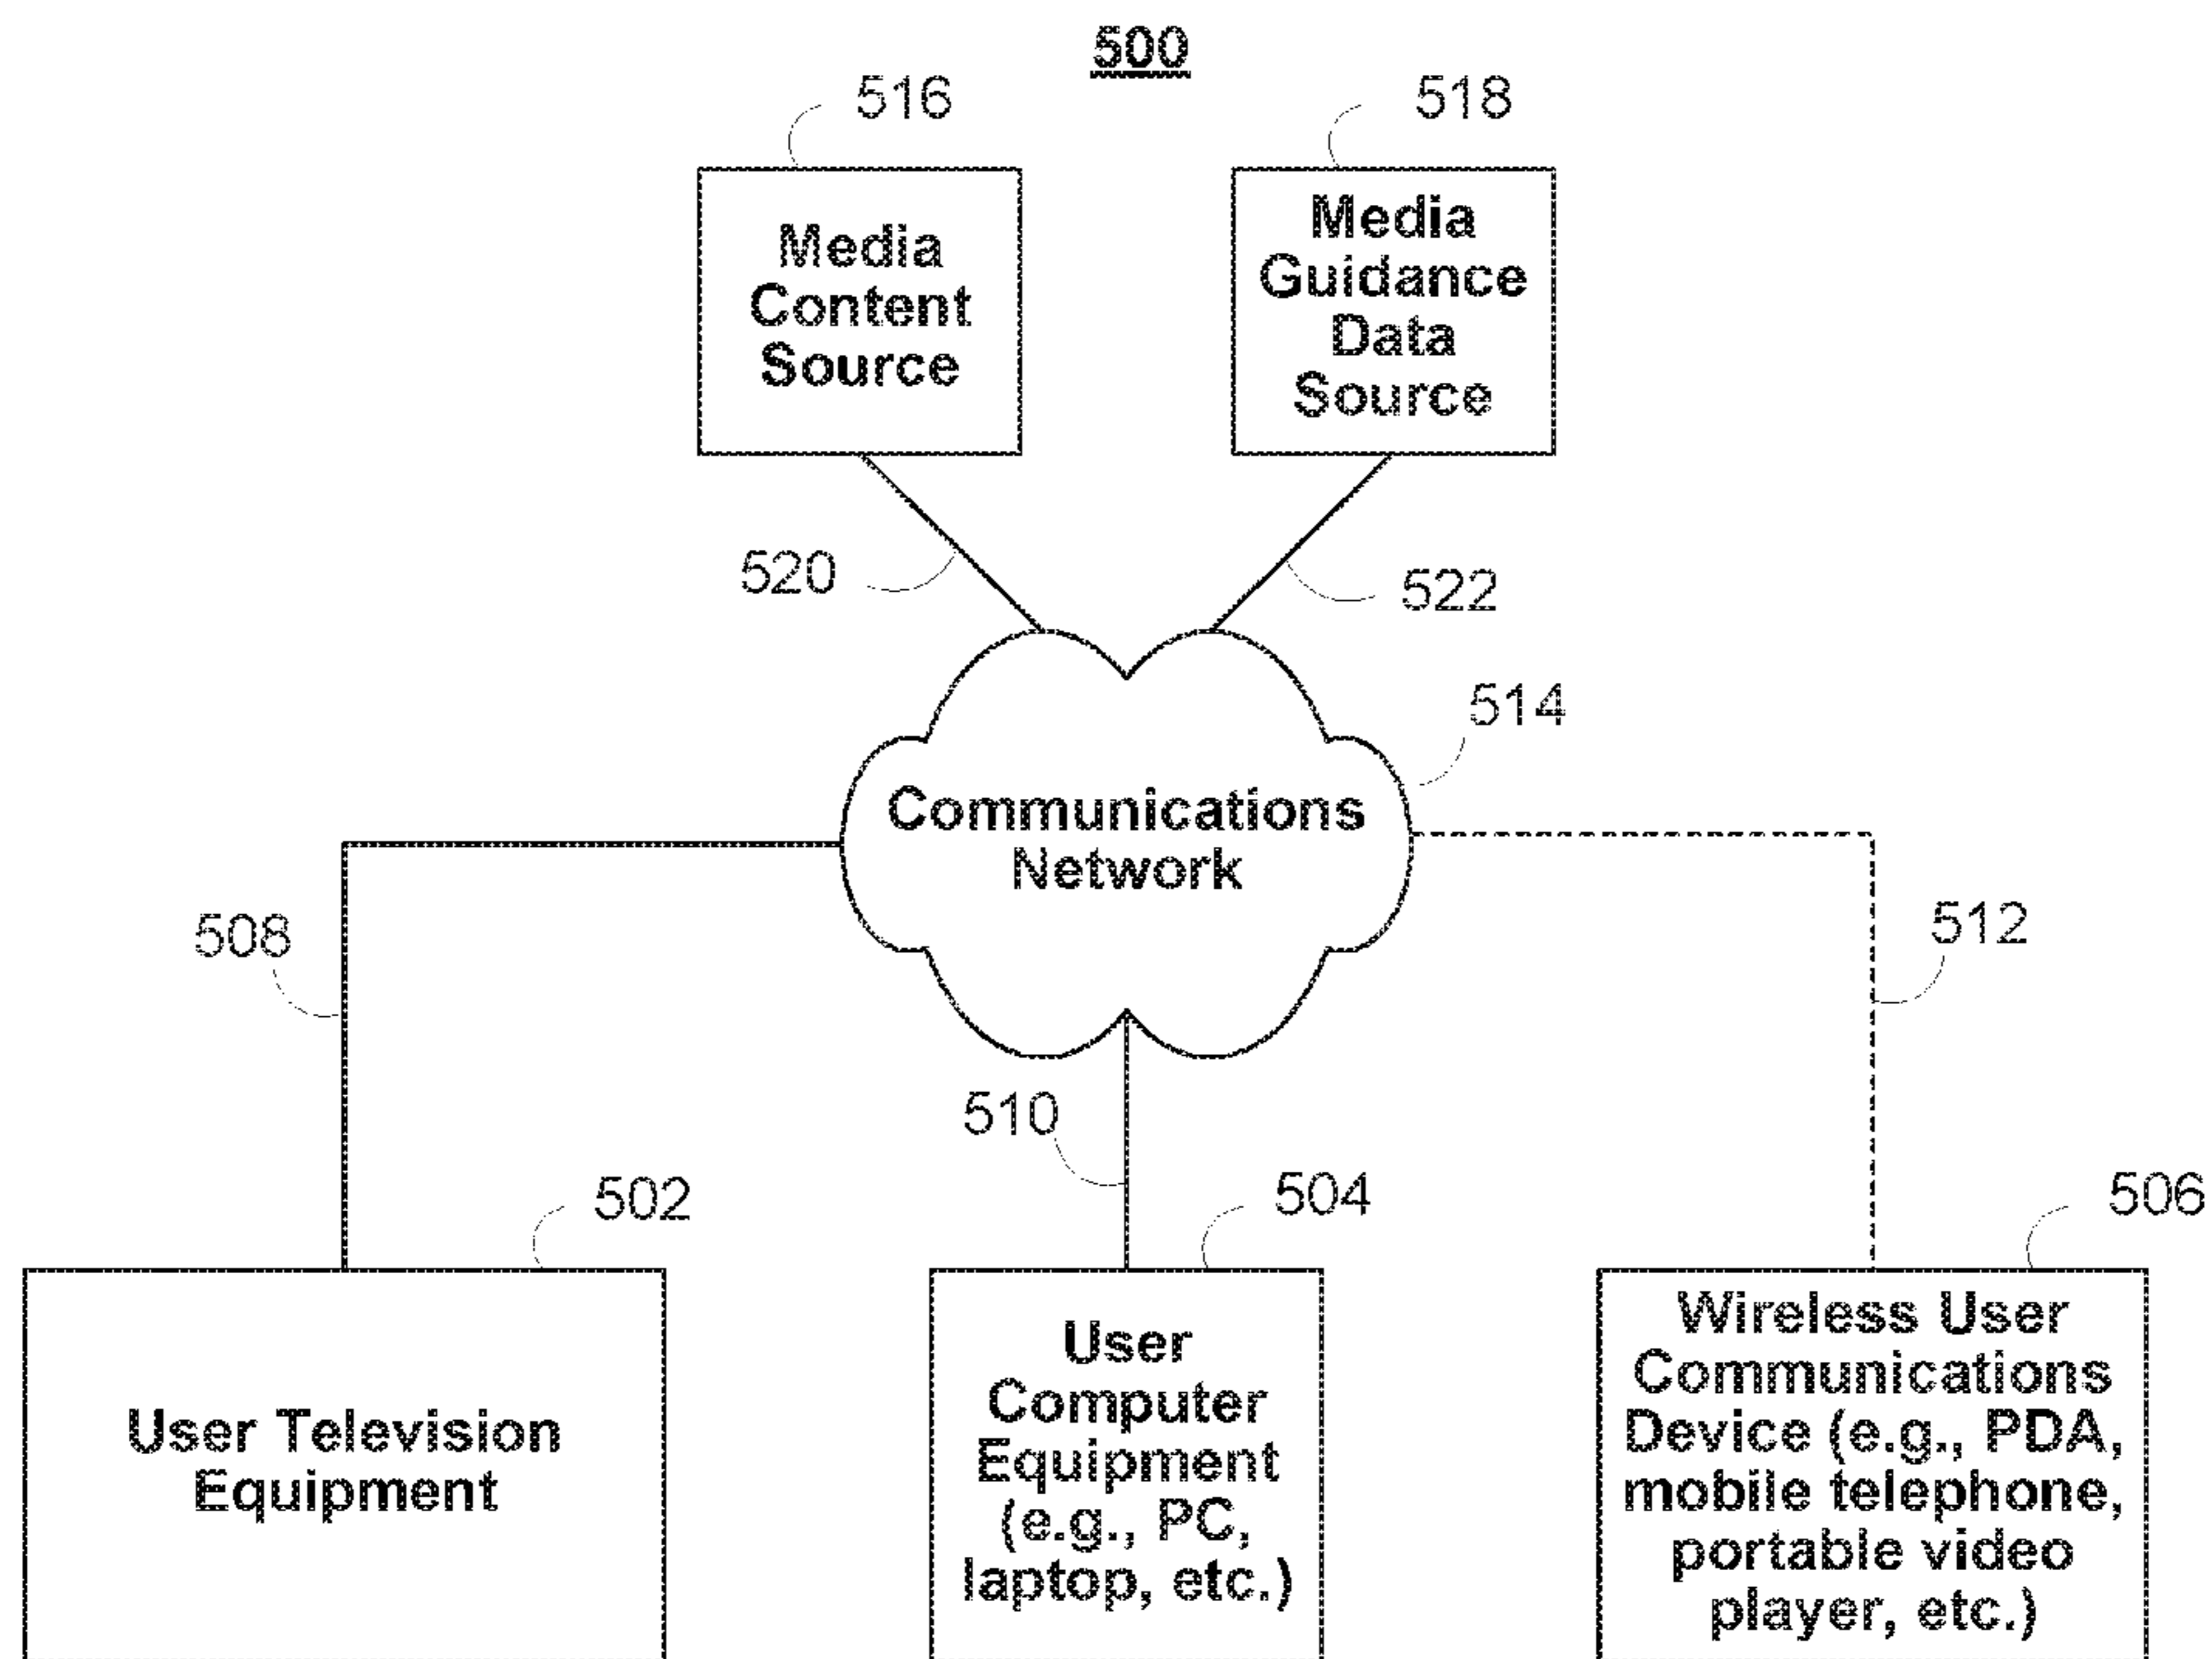 500
516
518
Media
Content
Source
Media
Guidance
Data
Source
520
522
514
Communications
Network
508
512
510
502
504
506
User Television
Equipment
User
Computer
Equipment
(e.g., PC,
laptop, etc.)
Wireless User
Communications
Device (e.g., PDA,
mobile telephone,
portable video
player, etc.)